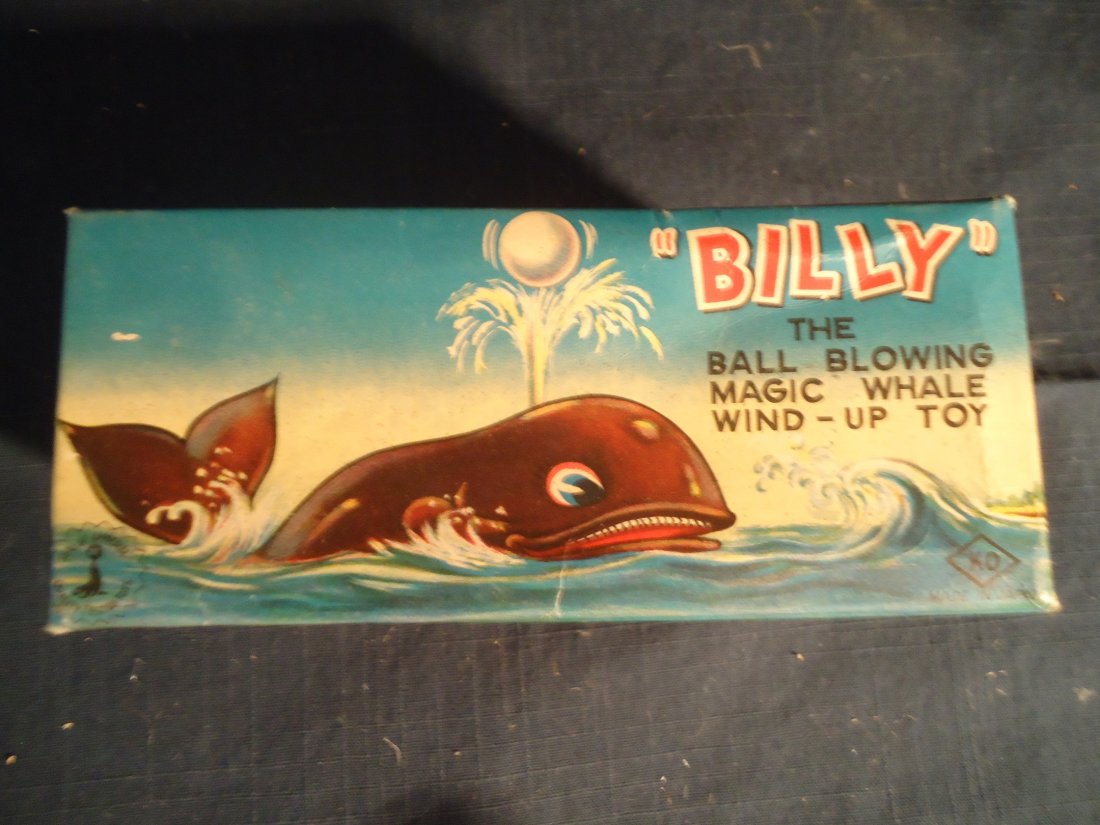 "BILLY"
THE
BALL BLOWING
MAGIC WHALE
WIND-UP TOY
KO